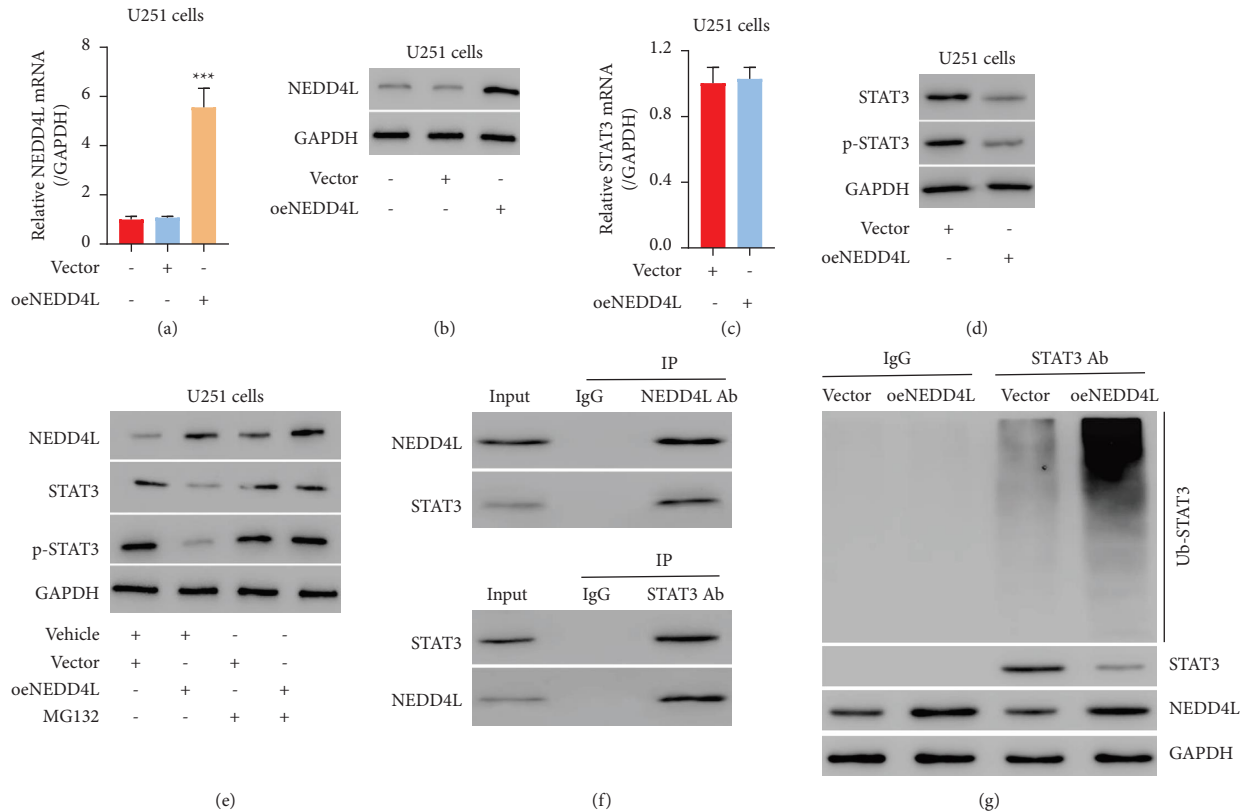 U251 cells
Relative NEDD4L mRNA
(/GAPDH)
8
6
4
2
0
***
Vector - + -
oeNEDD4L - - +
(a)
U251 cells
NEDD4L
GAPDH
Vector - + -
oeNEDD4L - - +
(b)
U251 cells
Relative STAT3 mRNA
(/GAPDH)
1.2
0.8
0.4
0.0
Vector + -
oeNEDD4L - +
(c)
U251 cells
STAT3
p-STAT3
GAPDH
Vector + -
oeNEDD4L - +
(d)
U251 cells
NEDD4L
STAT3
p-STAT3
GAPDH
Vehicle + + - -
Vector + - + -
oeNEDD4L - + - +
MG132 - - + +
(e)
IP
Input IgG NEDD4L Ab
NEDD4L
STAT3
IP
Input IgG STAT3 Ab
STAT3
NEDD4L
(f)
IgG STAT3 Ab
Vector oeNEDD4L Vector oeNEDD4L
Ub-STAT3
STAT3
NEDD4L
GAPDH
(g)